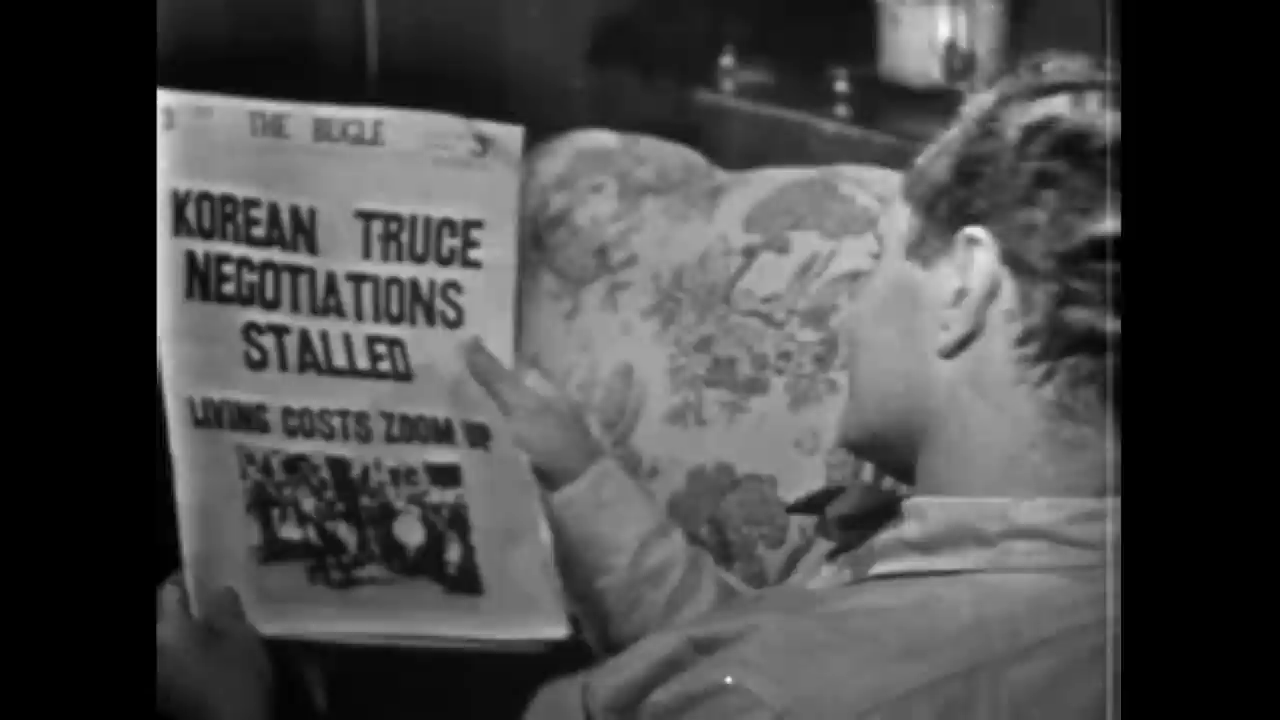 THE BUGLE
KOREAN TRUCE
NEGOTIATIONS
STALLED
LIVING COSTS ZOOM UP